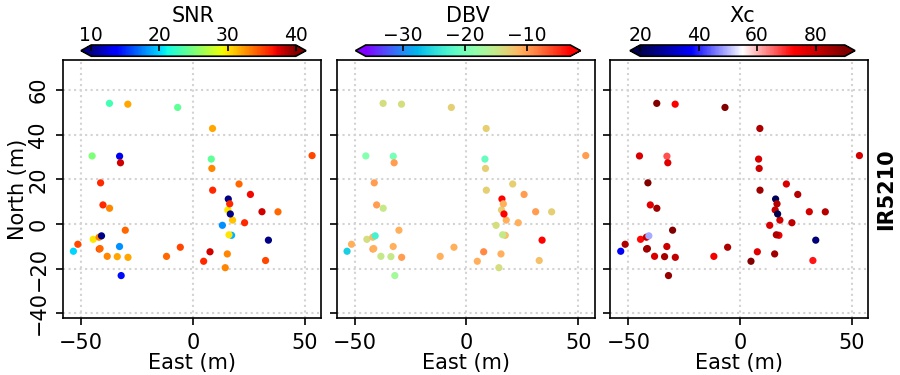 SNR DBV Xc
10 20 30 40 −30 −20 −10 20 40 60 80
60
40
20
0
−20
−40
North (m)
−50 0 50 −50 0 50 −50 0 50
East (m) East (m) East (m)
IR5210